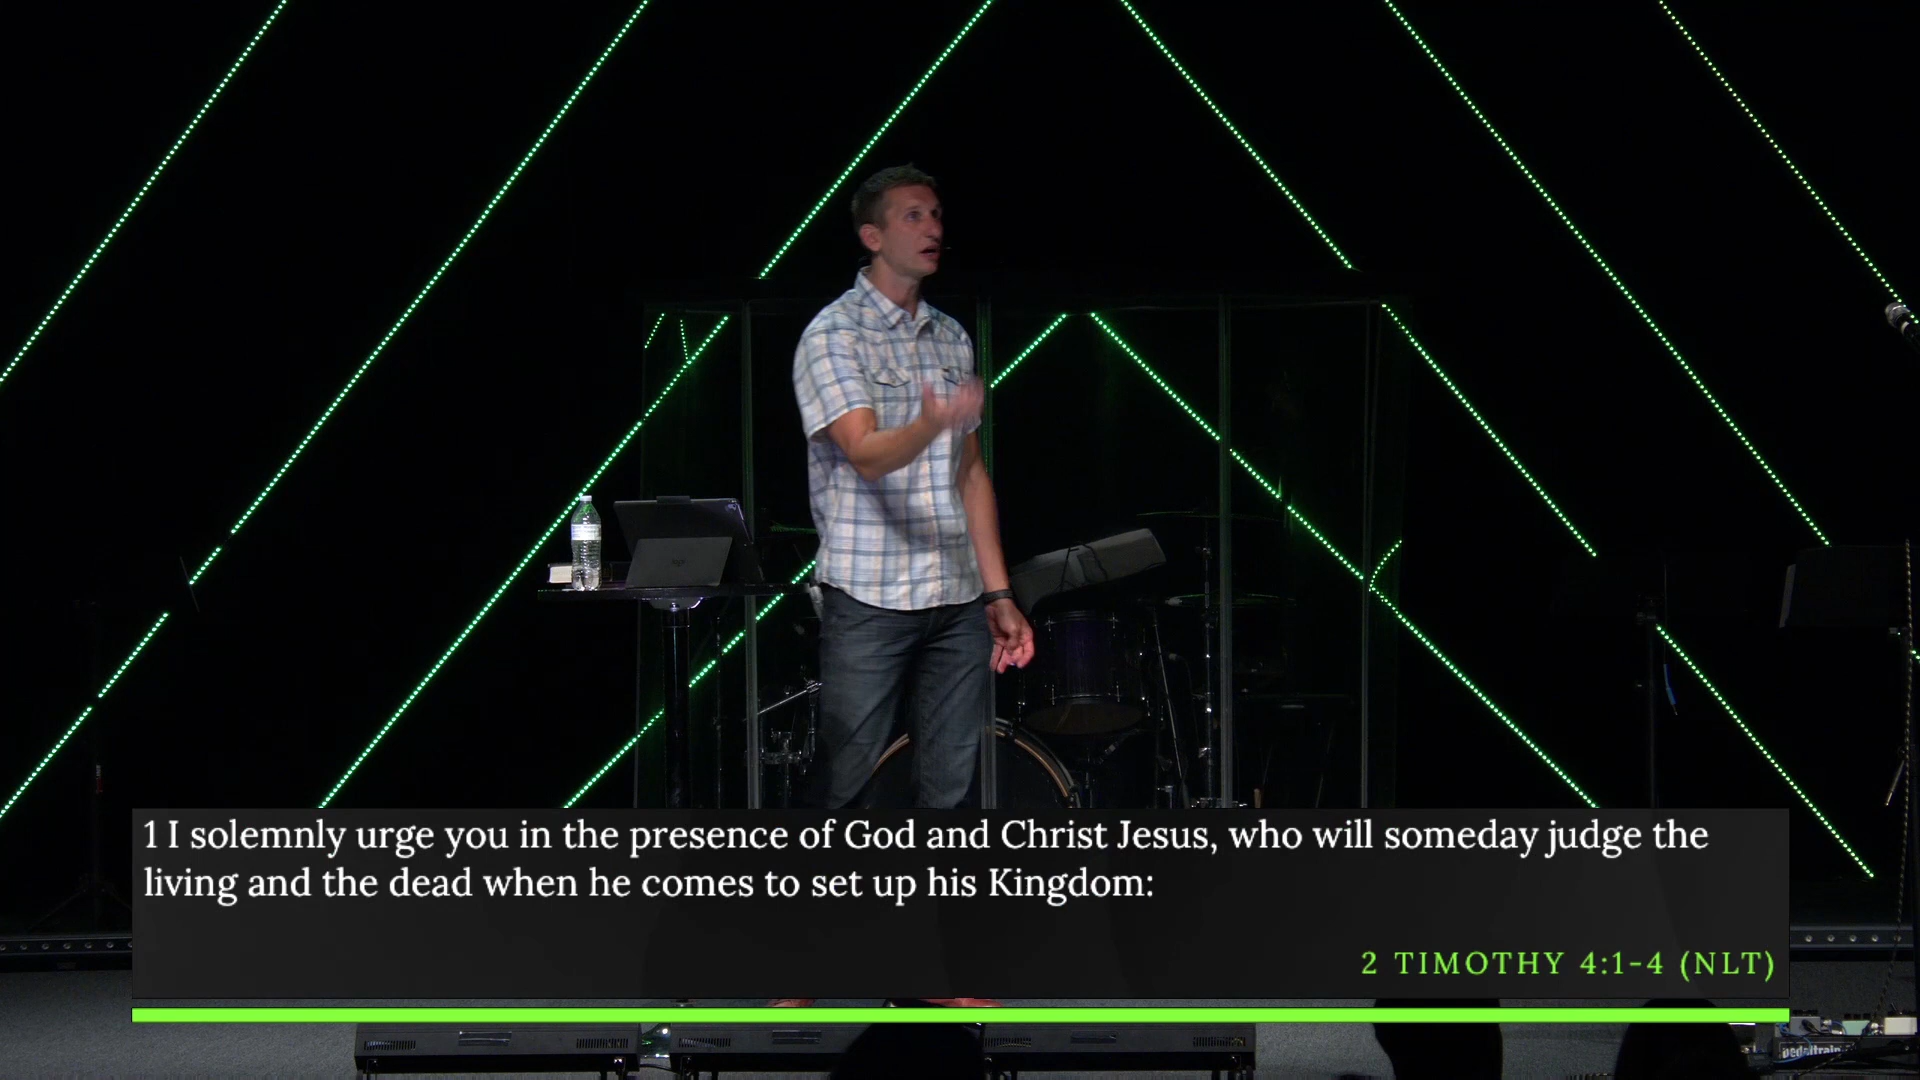 1 I solemnly urge you in the presence of God and Christ Jesus, who will someday judge the
living and the dead when he comes to set up his Kingdom:
2 TIMOTHY 4:1-4 (NLT)
pedaltrain